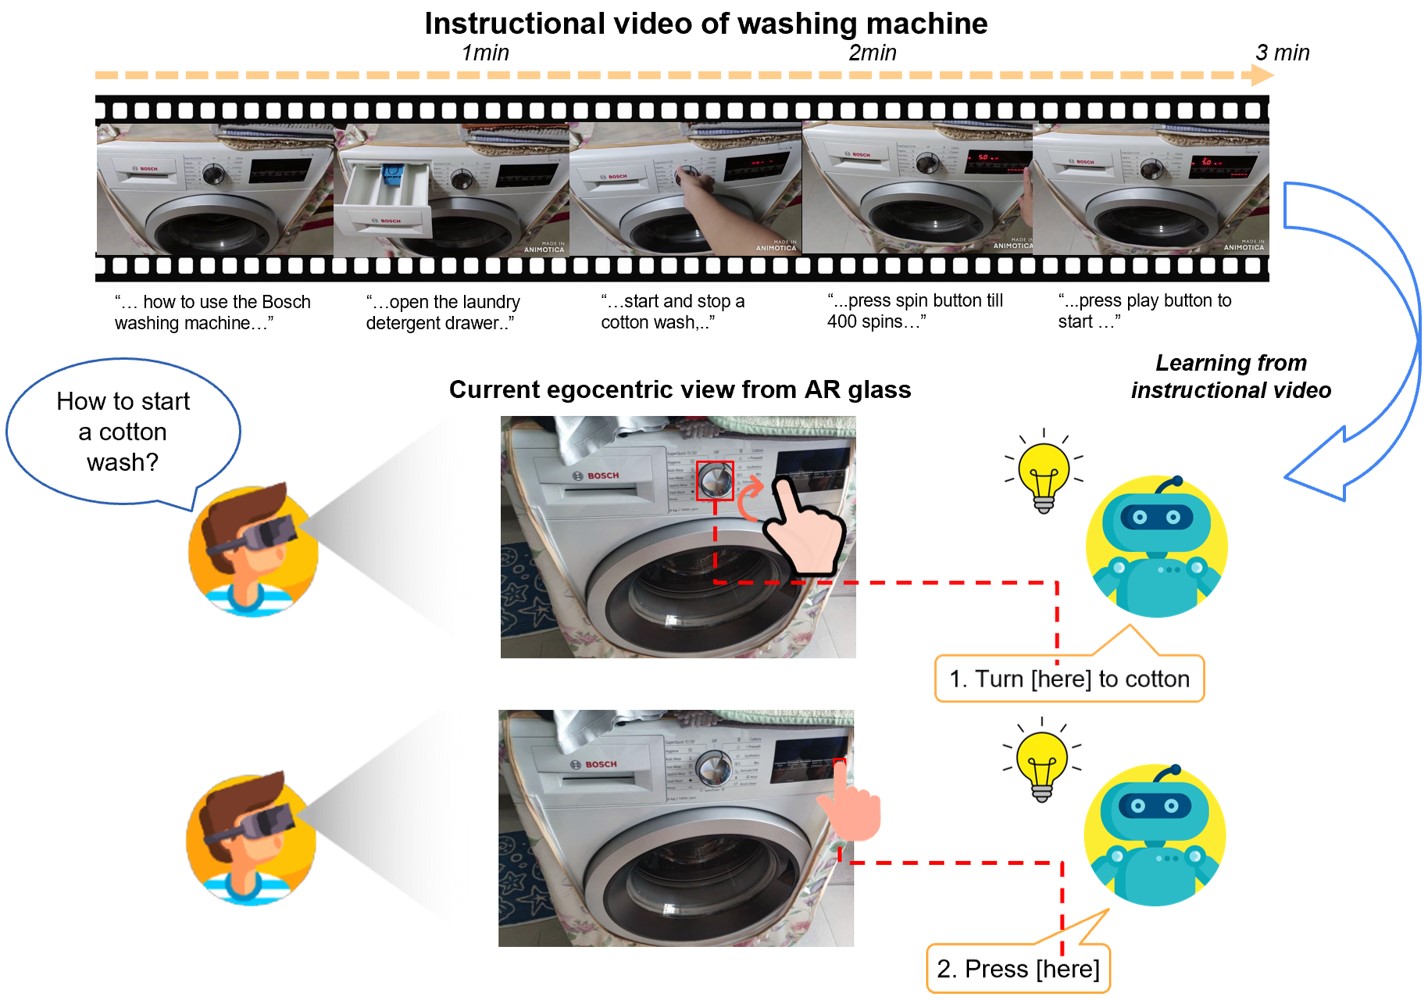 Instructional video of washing machine
1min
2min
3 min
BOSCH
BOSCH
BOSCH
BOSCH
BOSCH
MADE IN
ANIMOTICA
MADE IN
ANIMOTICA
MADE IN
ANIMOTICA
MADE IN
ANIMOTICA
“… how to use the Bosch
washing machine…”
“…open the laundry
detergent drawer..”
“…start and stop a
cotton wash,..”
“...press spin button till
400 spins…”
“...press play button to
start …”
Learning from
instructional video
How to start
a cotton
wash?
Current egocentric view from AR glass
BOSCH
1. Turn [here] to cotton
BOSCH
2. Press [here]